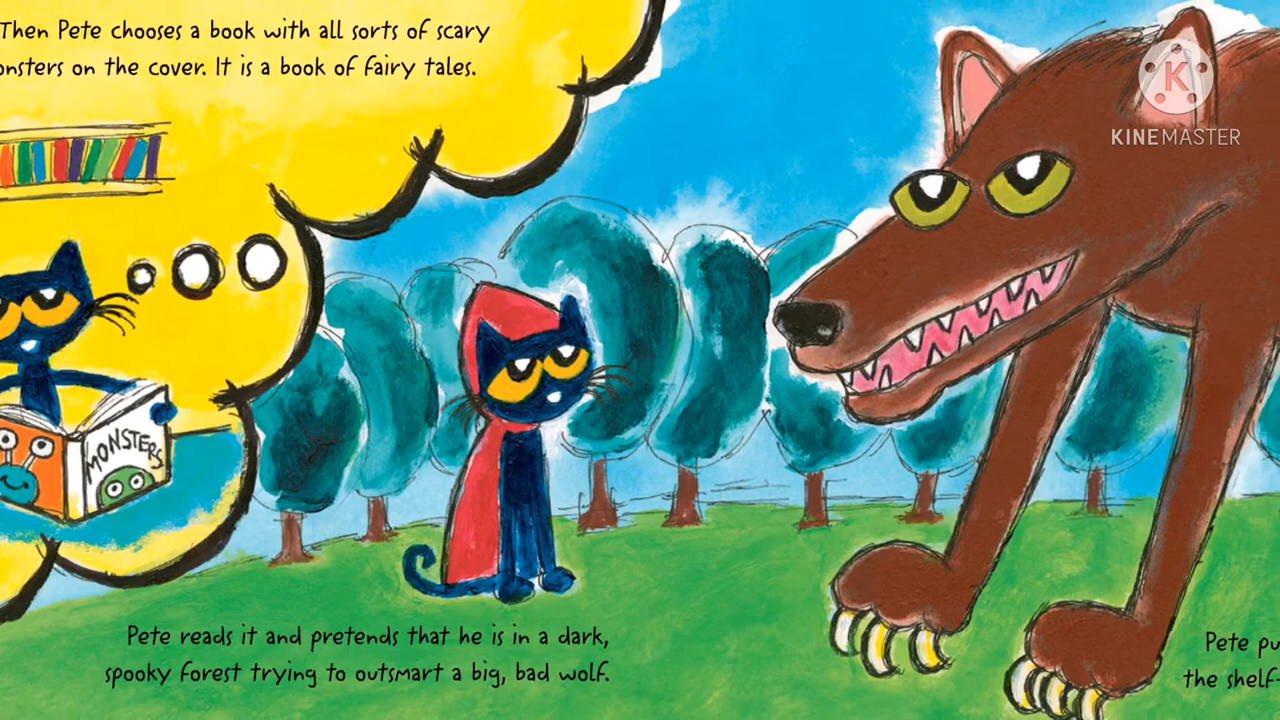 Then Pete chooses a book with all sorts of scary
onsters on the cover. It is a book of fairy tales.
K
KINEMASTER
MONSTERS
Pete reads it and pretends that he is in a dark,
spooky forest trying to outsmart a big, bad wolf.
Pete pu
the shelf-